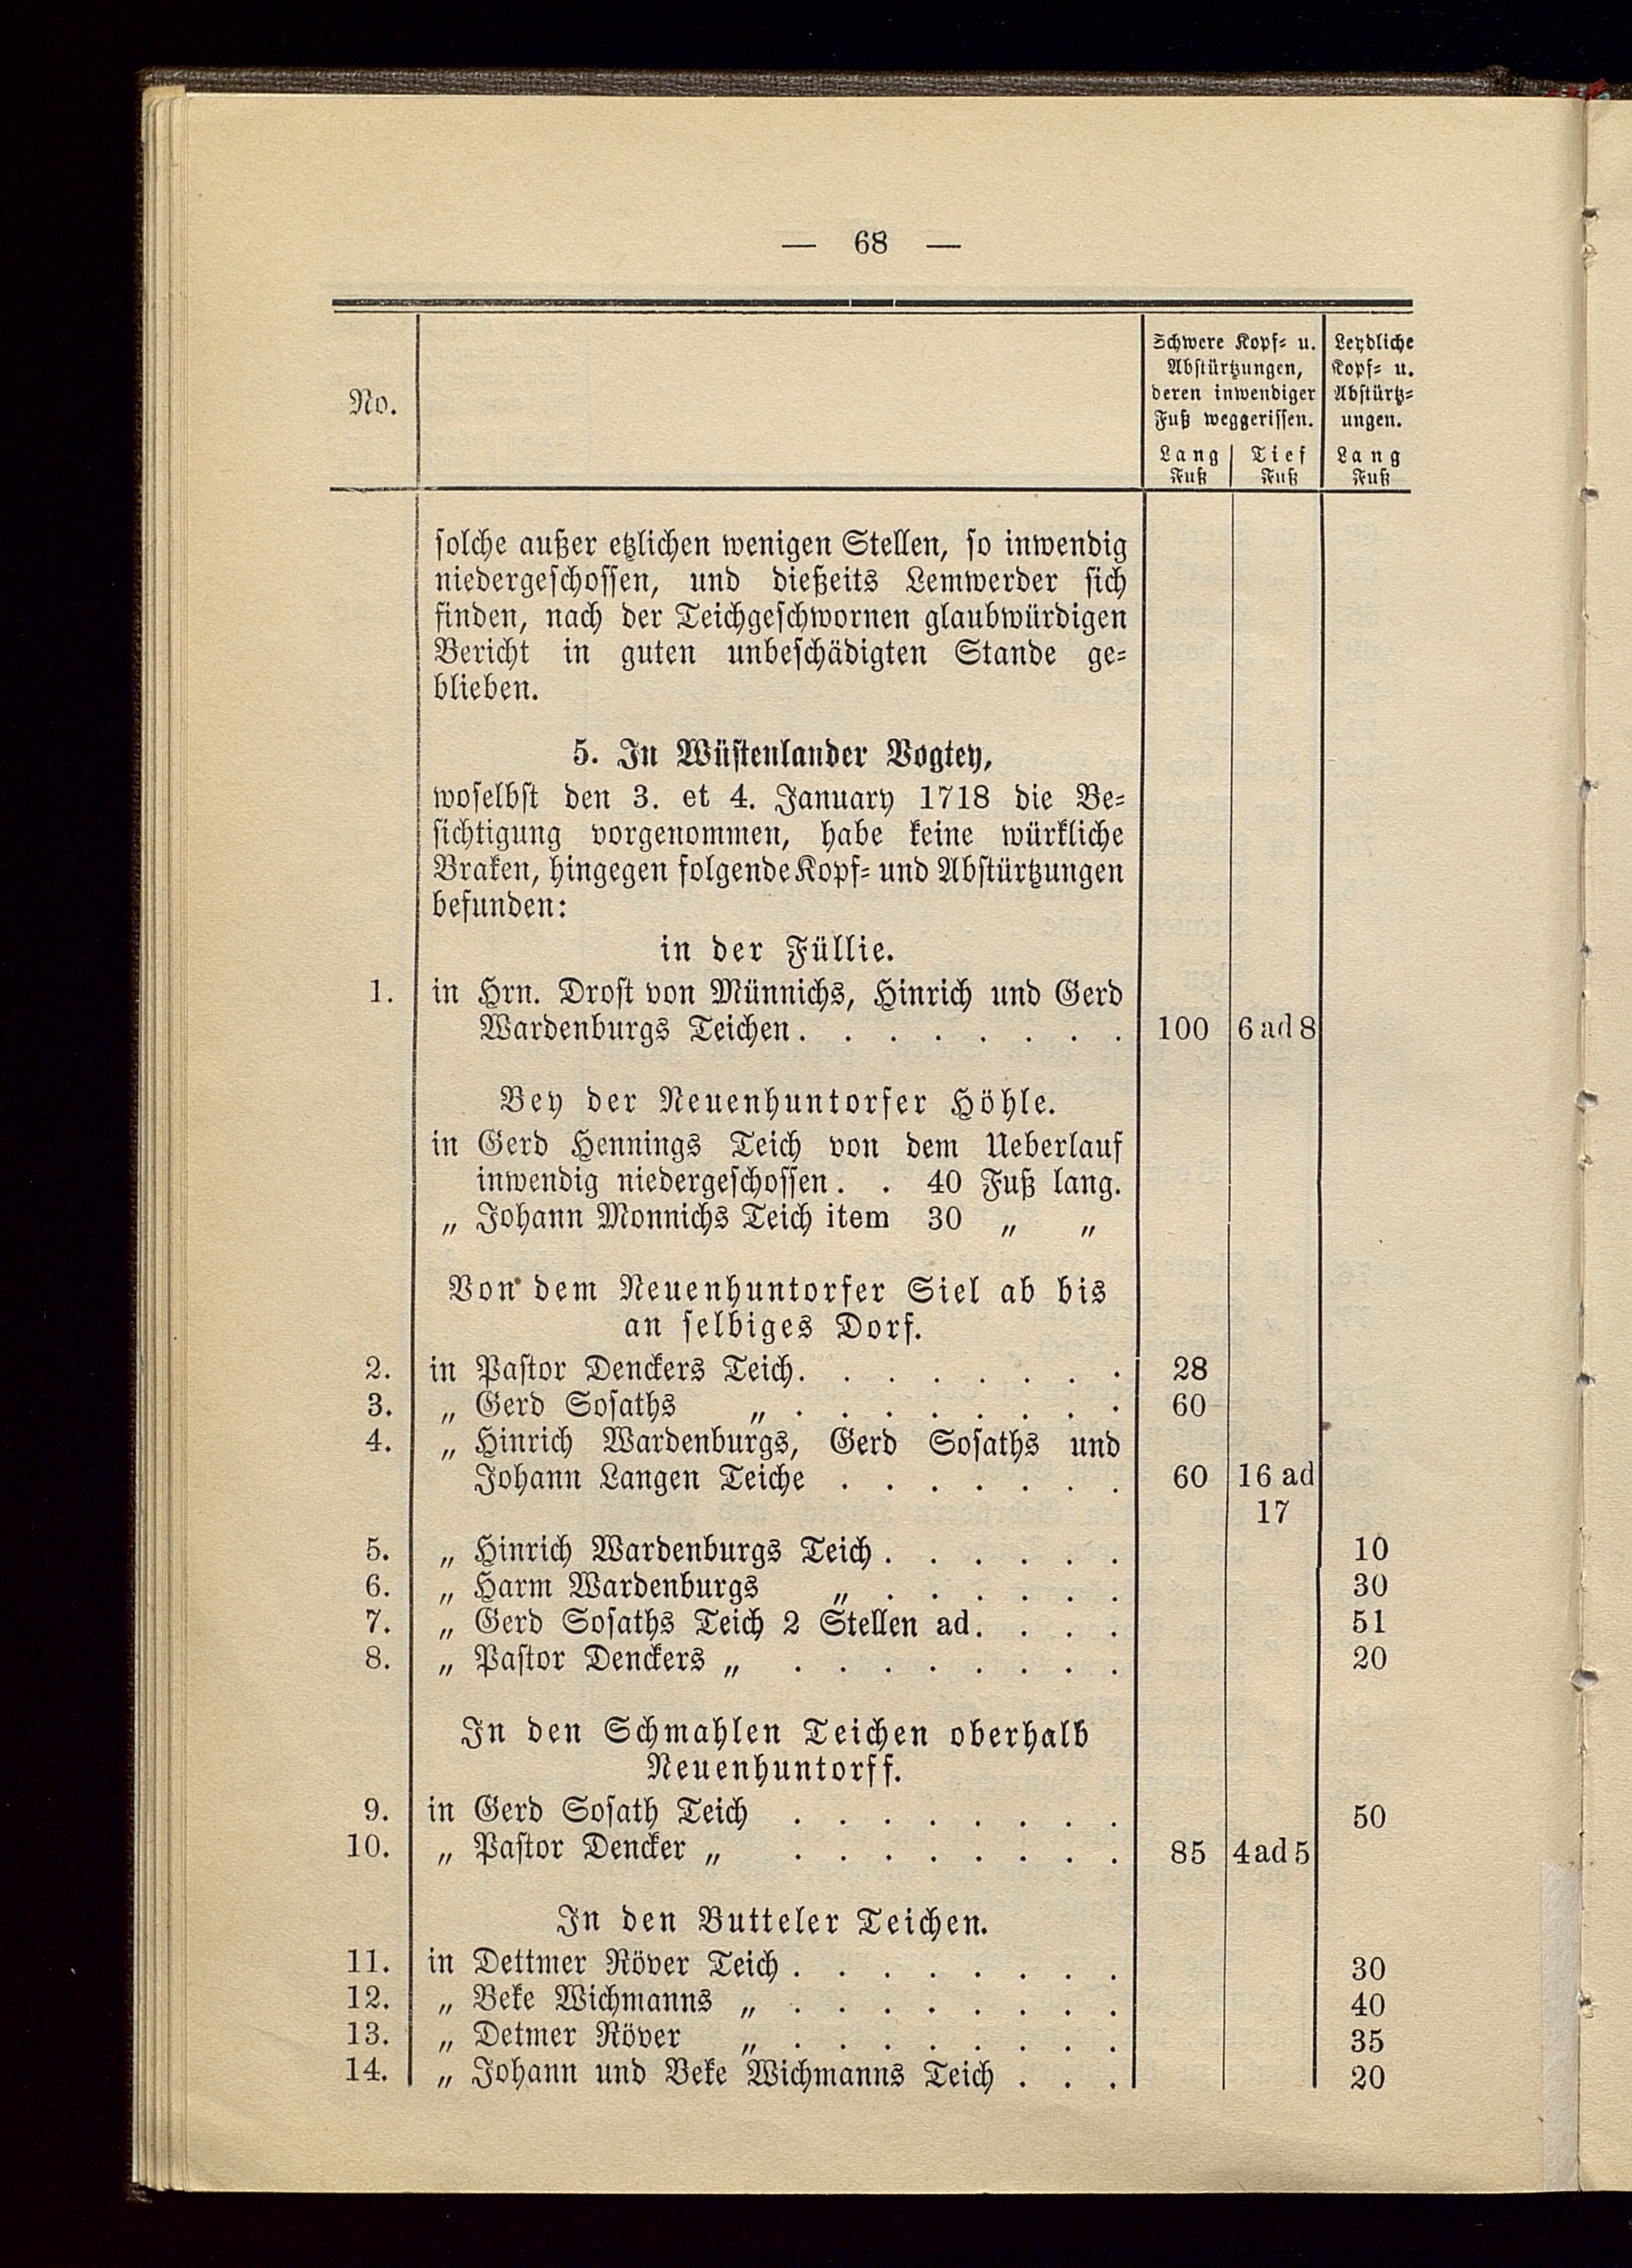 — 68 —
No.
Schwere Kopf= u. Abstürtzungen, deren inwendiger Fuß weggerissen.
Leydliche Kopf= u. Abstürtz=ungen.
Lang Fuß
Tief Fuß
Lang Fuß
solche außer etzlichen wenigen Stellen, so inwendig
niedergeschossen, und dießeits Lemwerder sich
finden, nach der Teichgeschwornen glaubwürdigen
Bericht in guten unbeschädigten Stande ge=
blieben.
5. In Wüstenlander Vogtey,
woselbst den 3. et 4. January 1718 die Be=
sichtigung vorgenommen, habe keine würkliche
Braken, hingegen folgende Kopf= und Abstürtzungen
befunden:
in der Füllie.
1. in Hrn. Drost von Münnichs, Hinrich und Gerd
Wardenburgs Teichen . . . . . . . . 100 6 ad 8
Bey der Neuenhuntorfer Höhle.
in Gerd Hennings Teich von dem Ueberlauf
inwendig niedergeschossen . . 40 Fuß lang.
„ Johann Monnichs Teich item 30 „ „
Von dem Neuenhuntorfer Siel ab bis
an selbiges Dorf.
2. in Pastor Denckers Teich . . . . . . . . 28
3. „ Gerd Sosaths „ . . . . . . . . 60
4. „ Hinrich Wardenburgs, Gerd Sosaths und
Johann Langen Teiche . . . . . . . 60 16 ad
17
5. „ Hinrich Wardenburgs Teich . . . . . . 10
6. „ Harm Wardenburgs „ . . . . . . 30
7. „ Gerd Sosaths Teich 2 Stellen ad . . . . 51
8. „ Pastor Denckers „ . . . . . . . . 20
In den Schmahlen Teichen oberhalb
Neuenhuntorff.
9. in Gerd Sosath Teich . . . . . . . . 50
10. „ Pastor Dencker „ . . . . . . . . 85 4 ad 5
In den Butteler Teichen.
11. in Dettmer Röver Teich . . . . . . . . 30
12. „ Beke Wichmanns „ . . . . . . . . 40
13. „ Detmer Röver „ . . . . . . . . 35
14. „ Johann und Beke Wichmanns Teich . . . 20